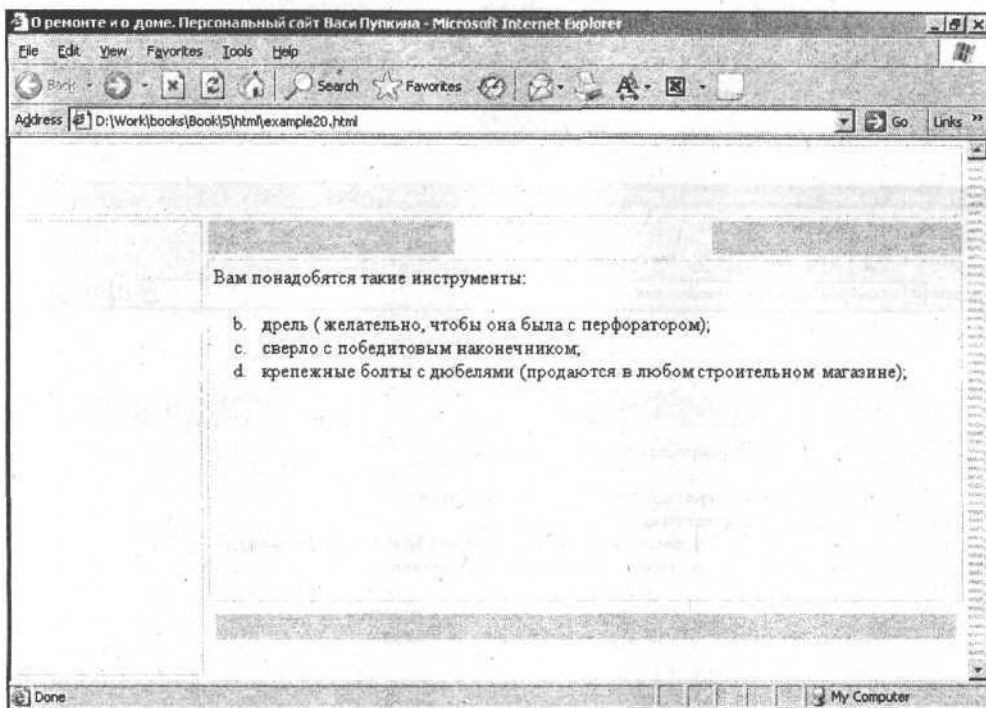 О ремонте и о доме. Персональный сайт Васи Пупкина - Microsoft Internet Explorer
File Edit View Favorites Tools Help
Back Search Favorites
Address D:\Work\books\Book\5\html\example20.html Go Links »
Вам понадобятся такие инструменты:
b. дрель ( желательно, чтобы она была с перфоратором);
c. сверло с победитовым наконечником;
d. крепежные болты с дюбелями (продаются в любом строительном магазине);
Done My Computer